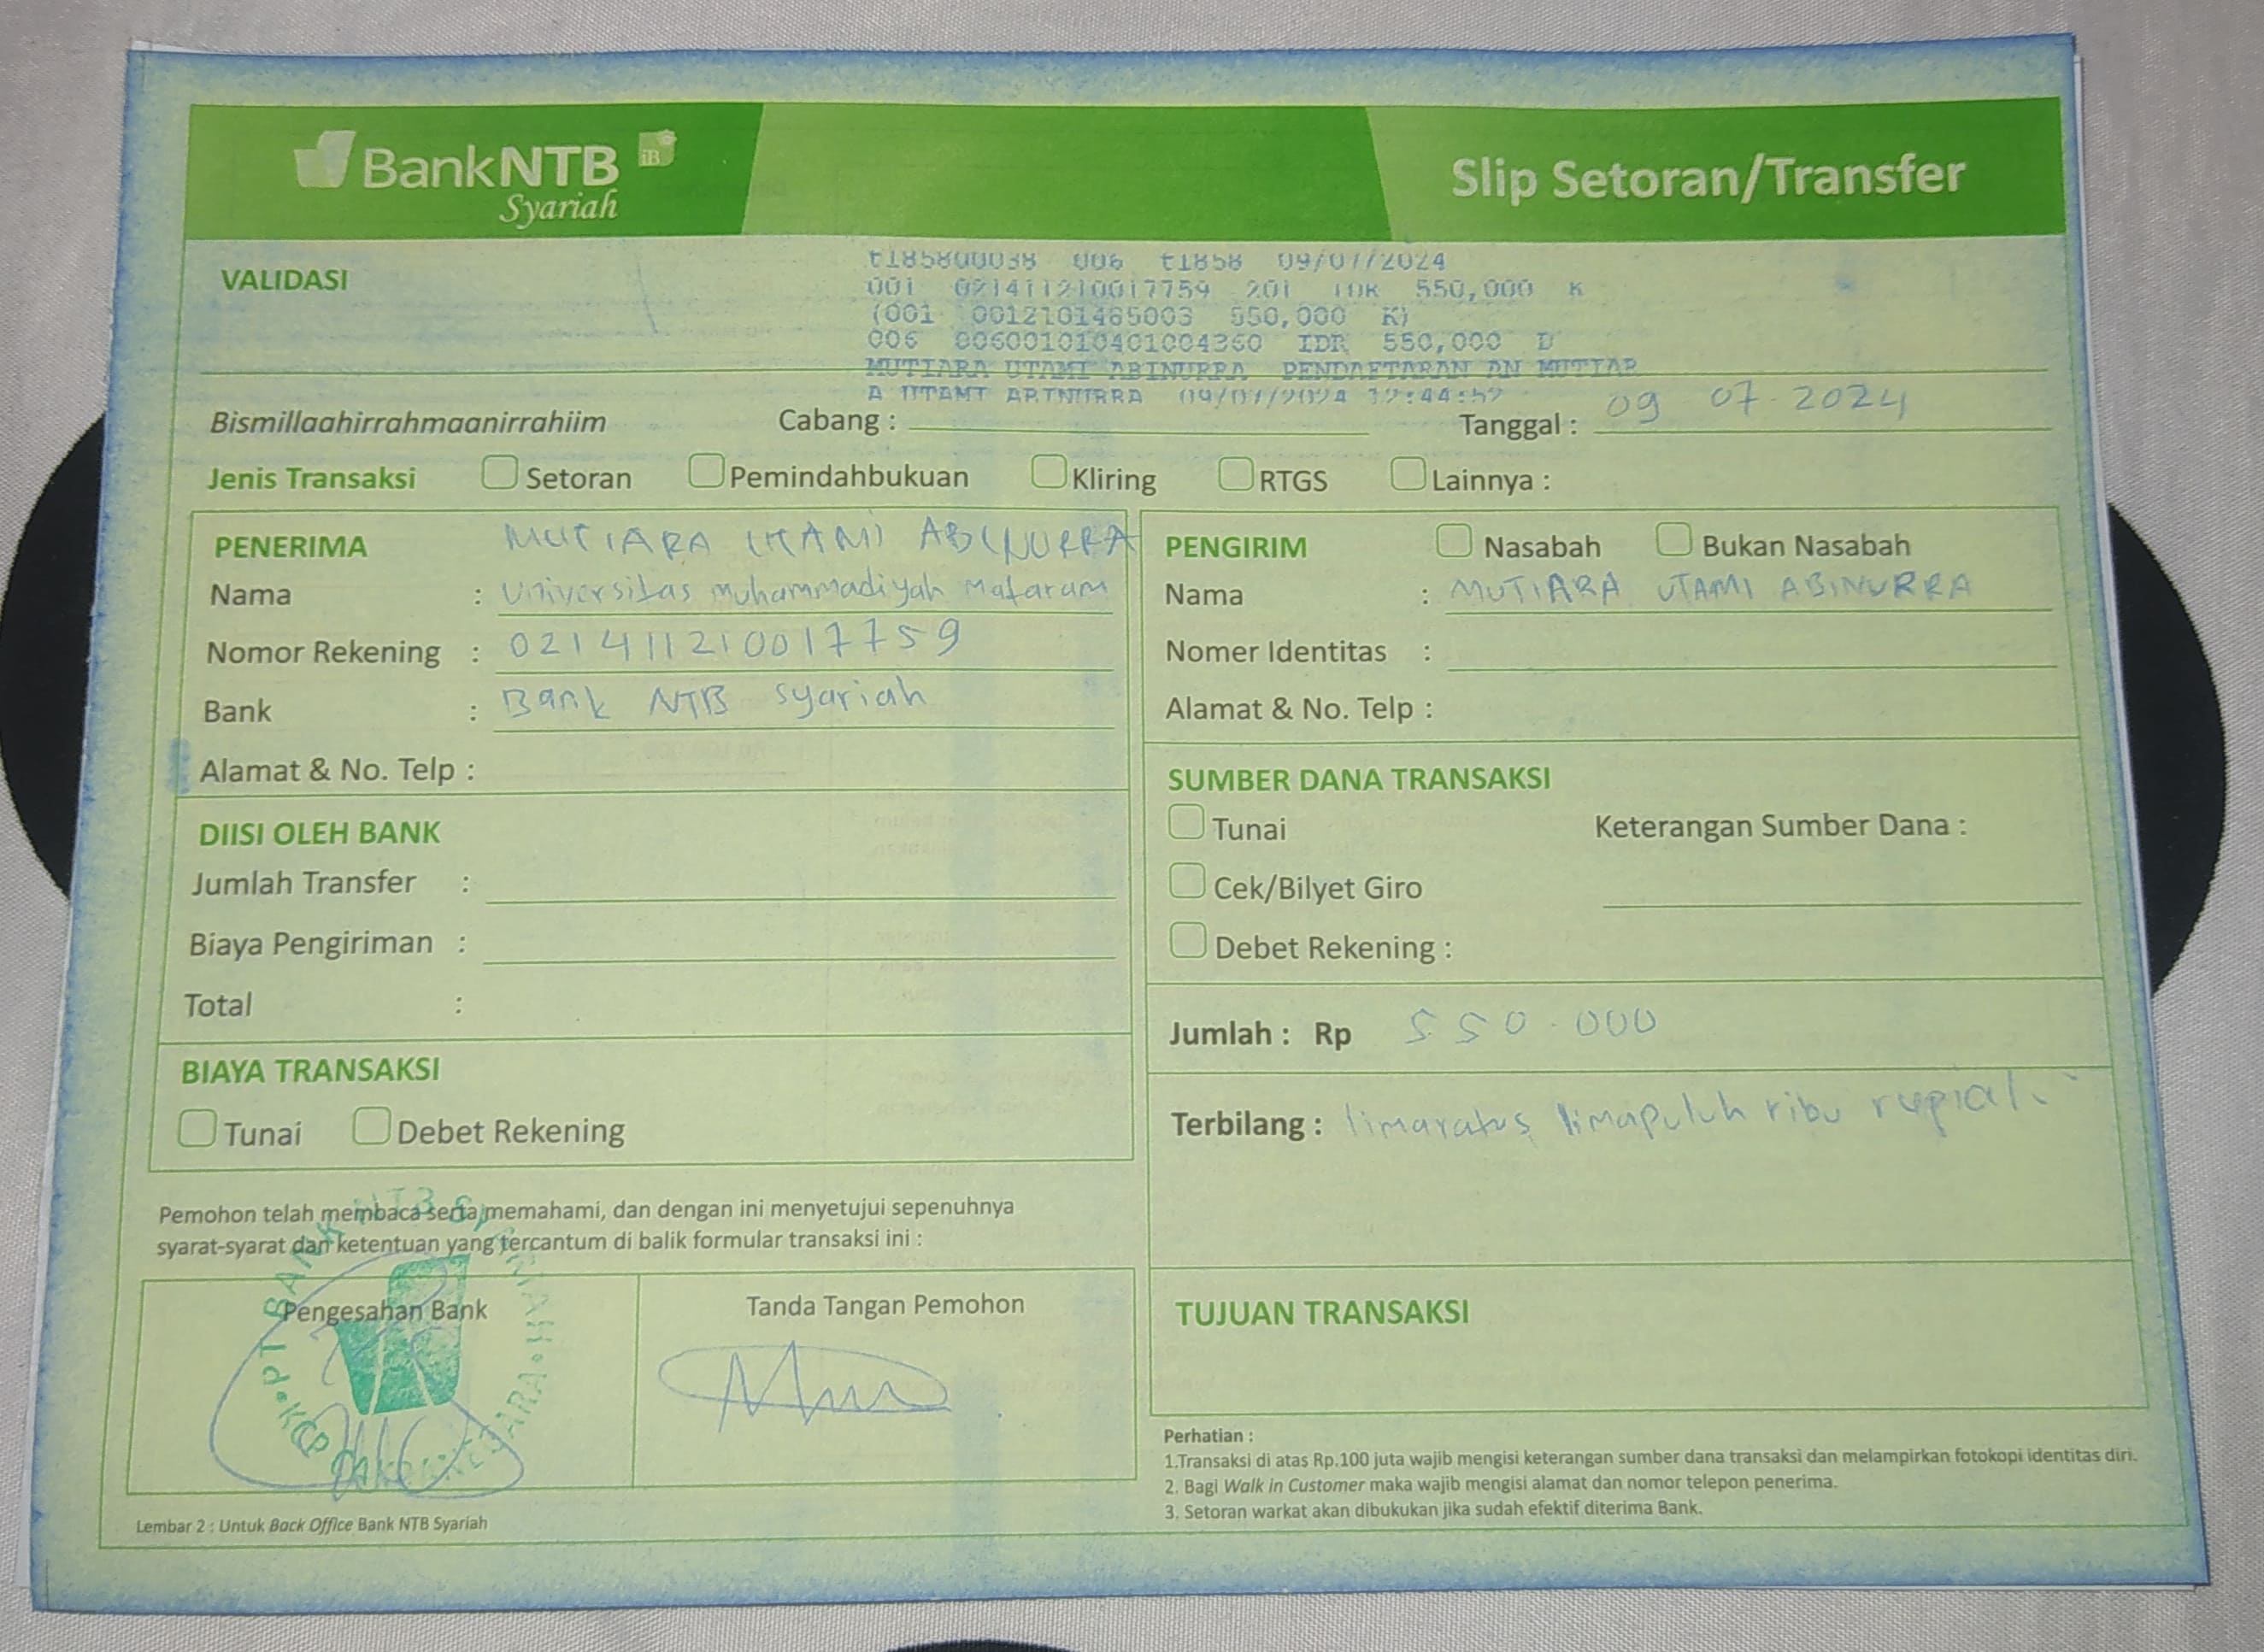 BankNTB iB
Syariah
Slip Setoran/Transfer
VALIDASI
t185800038 006 t1858 09/07/2024
001 021411210017759 201 IDR 550,000 K
(001 0012101465003 550,000 K)
006 006001010401004360 IDR 550,000 D
MUTIARA UTAMI ABINURRA PENDAFTARAN AN MUTIAR
A UTAMI ABINURRA 09/07/2024 12:44:52
Bismillaahirrahmaanirrahiim Cabang : Tanggal : 09 07-2024
Jenis Transaksi Setoran Pemindahbukuan Kliring RTGS Lainnya :
PENERIMA MUTIARA UTAMI ABINURRA
Nama : Universitas muhammadiyah Mataram
Nomor Rekening : 021411210017759
Bank : Bank NTB syariah
Alamat & No. Telp :
DIISI OLEH BANK
Jumlah Transfer :
Biaya Pengiriman :
Total :
BIAYA TRANSAKSI
Tunai Debet Rekening
PENGIRIM Nasabah Bukan Nasabah
Nama : MUTIARA UTAMI ABINURRA
Nomer Identitas :
Alamat & No. Telp :
SUMBER DANA TRANSAKSI
Tunai Keterangan Sumber Dana :
Cek/Bilyet Giro
Debet Rekening :
Jumlah : Rp 550.000
Terbilang : limaratus limapuluh ribu rupiah.
Pemohon telah membaca serta memahami, dan dengan ini menyetujui sepenuhnya
syarat-syarat dan ketentuan yang tercantum di balik formular transaksi ini :
Pengesahan Bank
Tanda Tangan Pemohon
PT BANK NTB SYARIAH
KCP
TUJUAN TRANSAKSI
Perhatian :
1.Transaksi di atas Rp.100 juta wajib mengisi keterangan sumber dana transaksi dan melampirkan fotokopi identitas diri.
2. Bagi Walk in Customer maka wajib mengisi alamat dan nomor telepon penerima.
3. Setoran warkat akan dibukukan jika sudah efektif diterima Bank.
Lembar 2 : Untuk Back Office Bank NTB Syariah